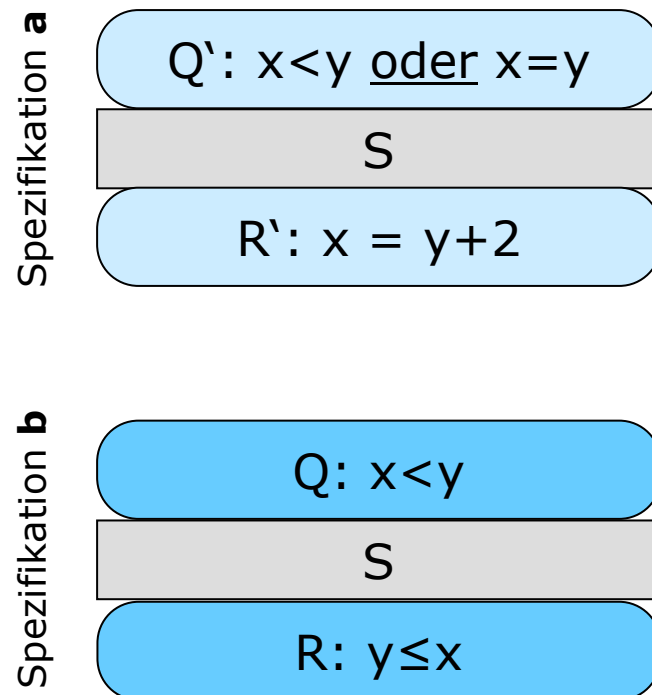 Spezifikation a
Q‘: x<y oder x=y
S
R‘: x = y+2
Spezifikation b
Q: x<y
S
R: y≤x